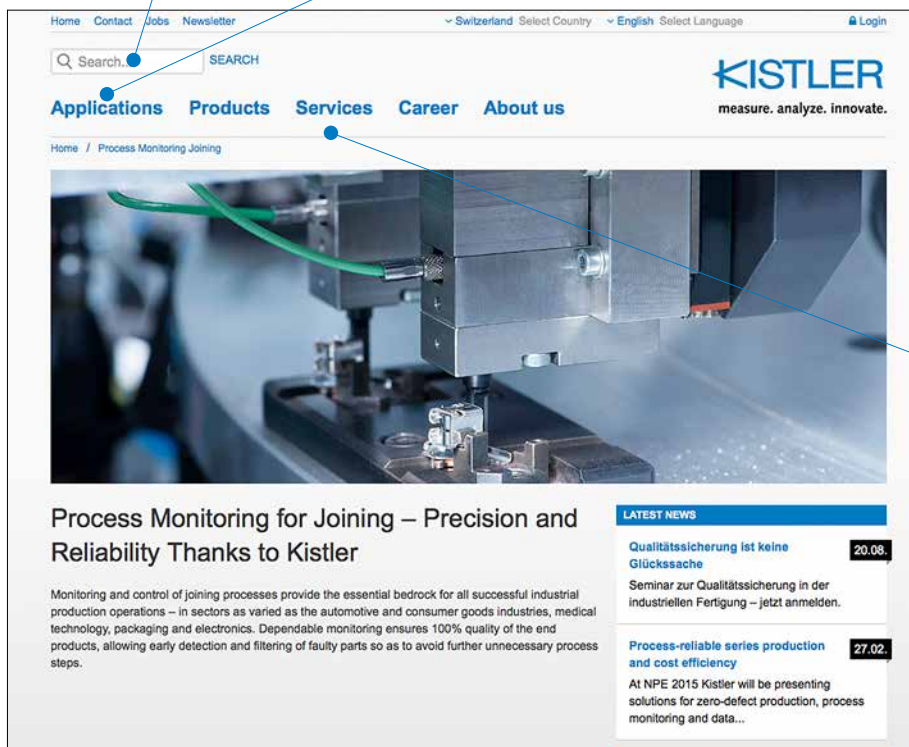 Home Contact Jobs Newsletter Switzerland Select Country English Select Language Login
Search... SEARCH
KISTLER
measure. analyze. innovate.
Applications Products Services Career About us
Home / Process Monitoring Joining
Process Monitoring for Joining – Precision and
Reliability Thanks to Kistler
Monitoring and control of joining processes provide the essential bedrock for all successful industrial
production operations – in sectors as varied as the automotive and consumer goods industries, medical
technology, packaging and electronics. Dependable monitoring ensures 100% quality of the end
products, allowing early detection and filtering of faulty parts so as to avoid further unnecessary process
steps.
LATEST NEWS
Qualitätssicherung ist keine 20.08.
Glückssache
Seminar zur Qualitätssicherung in der
industriellen Fertigung – jetzt anmelden.
Process-reliable series production 27.02.
and cost efficiency
At NPE 2015 Kistler will be presenting
solutions for zero-defect production, process
monitoring and data...